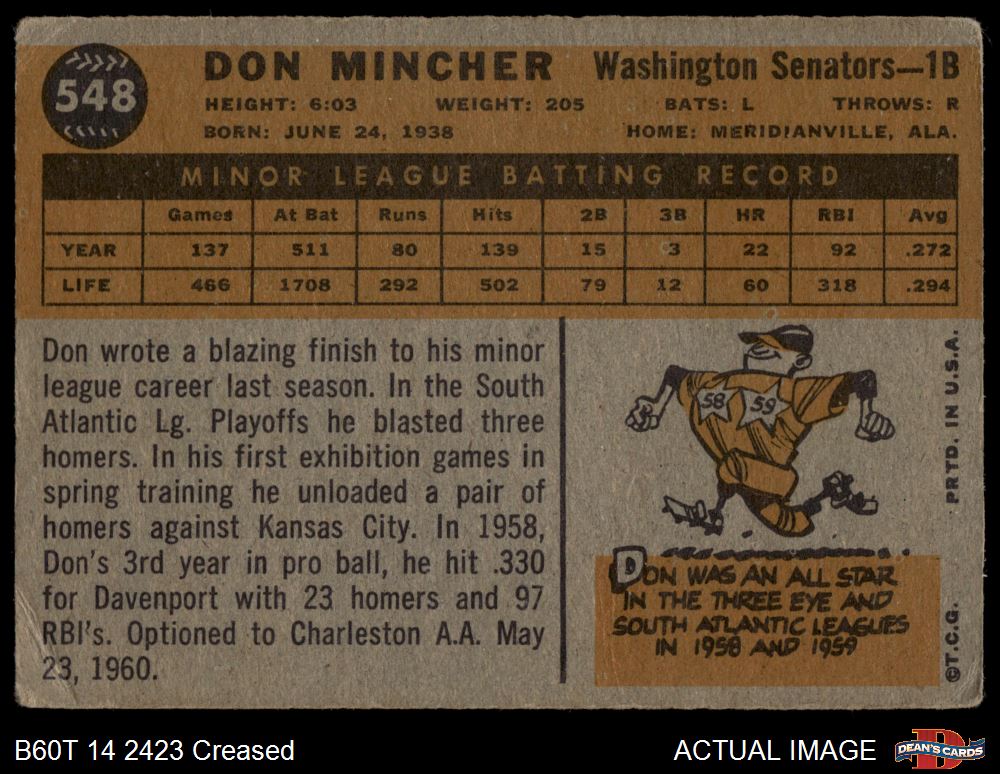 548
DON MINCHER Washington Senators—1B
HEIGHT: 6:03 WEIGHT: 205 BATS: L THROWS: R
BORN: JUNE 24, 1938 HOME: MERIDIANVILLE, ALA.
MINOR LEAGUE BATTING RECORD
Games At Bat Runs Hits 2B 3B HR RBI Avg
YEAR 137 511 80 139 15 3 22 92 .272
LIFE 466 1708 292 502 79 12 60 318 .294
Don wrote a blazing finish to his minor
league career last season. In the South
Atlantic Lg. Playoffs he blasted three
homers. In his first exhibition games in
spring training he unloaded a pair of
homers against Kansas City. In 1958,
Don's 3rd year in pro ball, he hit .330
for Davenport with 23 homers and 97
RBI's. Optioned to Charleston A.A. May
23, 1960.
58 59
DON WAS AN ALL STAR
IN THE THREE EYE AND
SOUTH ATLANTIC LEAGUES
IN 1958 AND 1959
©T.C.G. PRTD. IN U.S.A.
B60T 14 2423 Creased ACTUAL IMAGE
D
DEAN'S CARDS